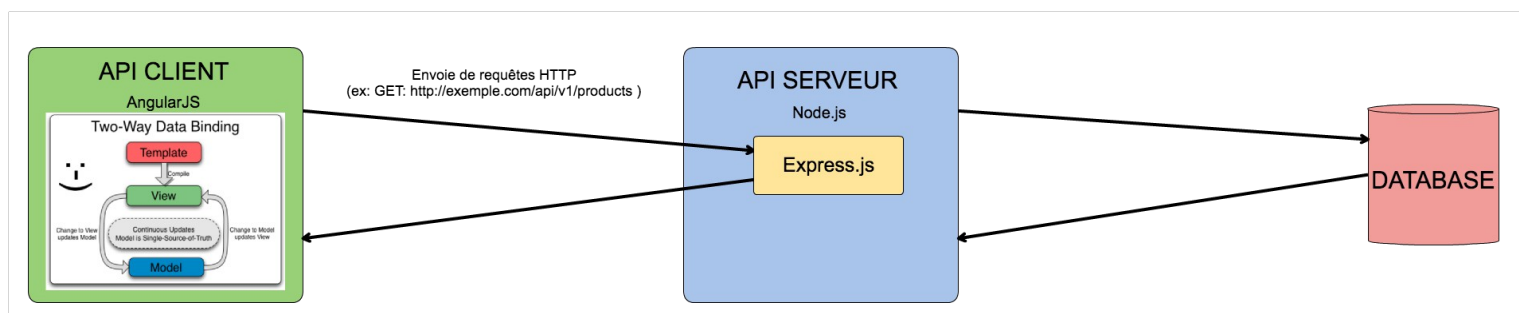 API CLIENT
AngularJS
Two-Way Data Binding
Template
Compile
View
Change to View
updates Model
Continuous Updates
Model is Single-Source-of-Truth
Change to Model
updates View
Model
Envoie de requêtes HTTP
(ex: GET: http://exemple.com/api/v1/products )
API SERVEUR
Node.js
Express.js
DATABASE